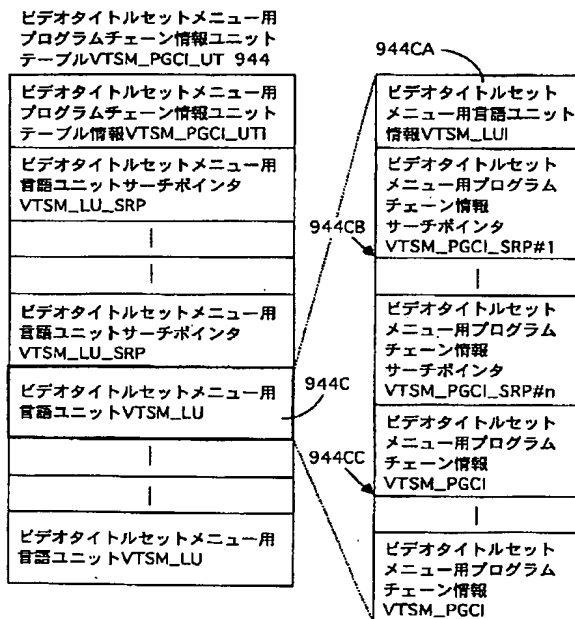 ビデオタイトルセットメニュー用
プログラムチェーン情報ユニット
テーブルVTSM_PGCI_UT 944
ビデオタイトルセットメニュー用
プログラムチェーン情報ユニット
テーブル情報VTSM_PGCI_UTI
ビデオタイトルセットメニュー用
言語ユニットサーチポインタ
VTSM_LU_SRP
ビデオタイトルセットメニュー用
言語ユニットサーチポインタ
VTSM_LU_SRP
ビデオタイトルセットメニュー用
言語ユニットVTSM_LU
ビデオタイトルセットメニュー用
言語ユニットVTSM_LU
944C
944CA
ビデオタイトルセット
メニュー用言語ユニット
情報VTSM_LUI
ビデオタイトルセット
メニュー用プログラム
チェーン情報
サーチポインタ
VTSM_PGCI_SRP#1
944CB
ビデオタイトルセット
メニュー用プログラム
チェーン情報
サーチポインタ
VTSM_PGCI_SRP#n
ビデオタイトルセット
メニュー用プログラム
チェーン情報
VTSM_PGCI
944CC
ビデオタイトルセット
メニュー用プログラム
チェーン情報
VTSM_PGCI